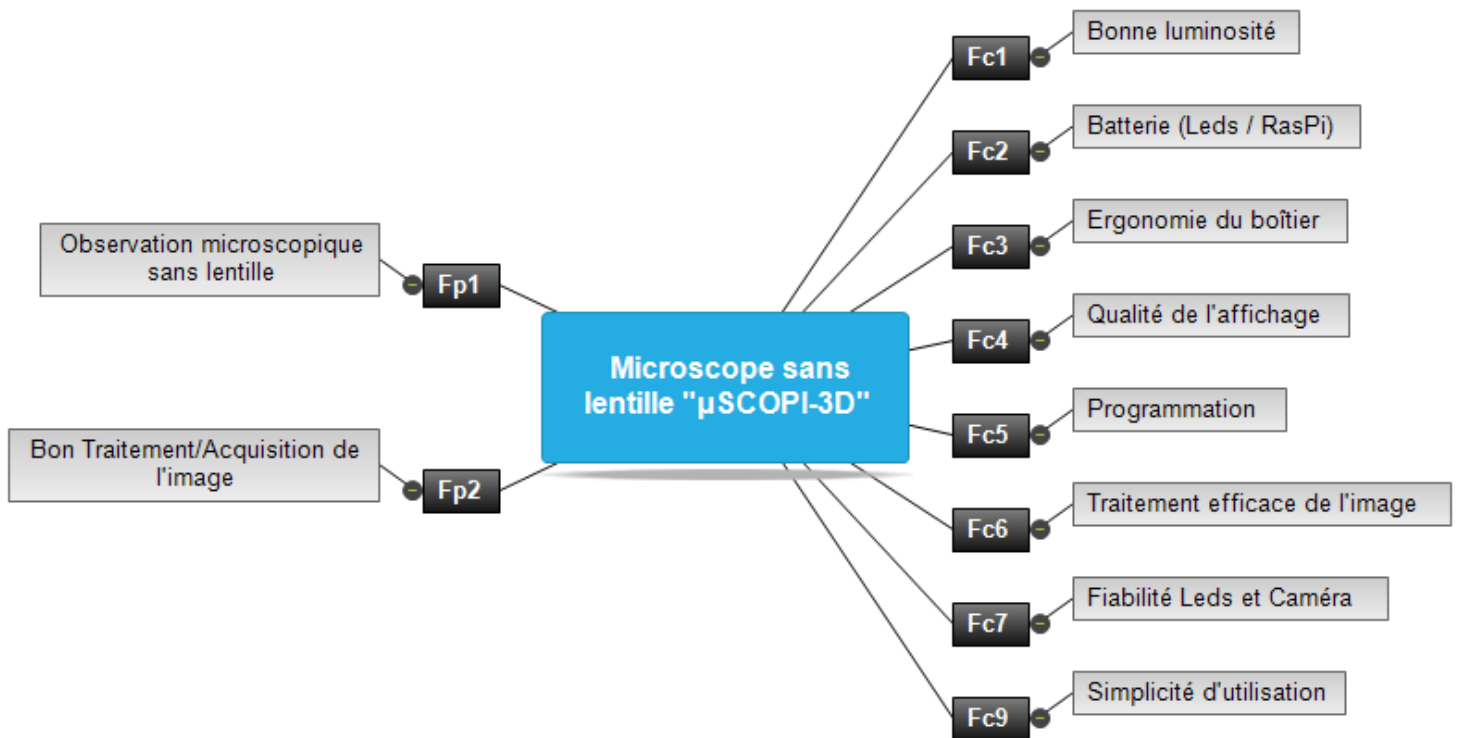 Microscope sans
lentille "µSCOPI-3D"
Fp1
Observation microscopique
sans lentille
Fp2
Bon Traitement/Acquisition de
l'image
Fc1
Bonne luminosité
Fc2
Batterie (Leds / RasPi)
Fc3
Ergonomie du boîtier
Fc4
Qualité de l'affichage
Fc5
Programmation
Fc6
Traitement efficace de l'image
Fc7
Fiabilité Leds et Caméra
Fc9
Simplicité d'utilisation